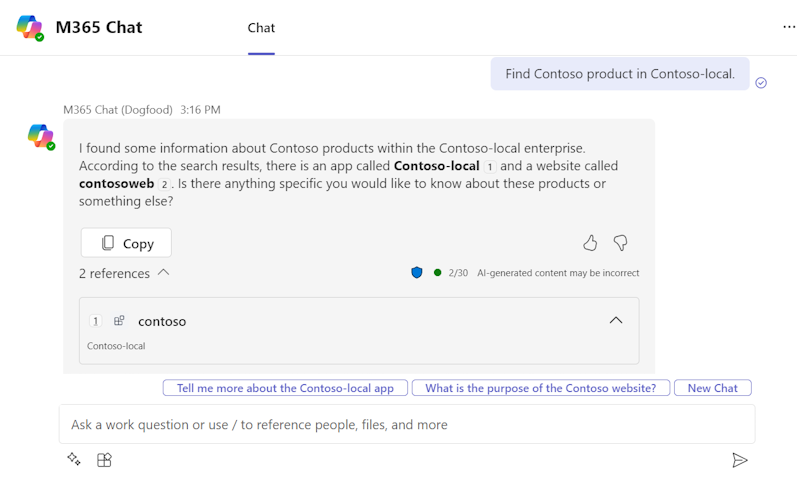 M365 Chat
Chat
Find Contoso product in Contoso-local.
M365 Chat (Dogfood) 3:16 PM
I found some information about Contoso products within the Contoso-local enterprise.
According to the search results, there is an app called Contoso-local 1 and a website called
contosoweb 2. Is there anything specific you would like to know about these products or
something else?
Copy
2 references
2/30 AI-generated content may be incorrect
1 contoso
Contoso-local
Tell me more about the Contoso-local app
What is the purpose of the Contoso website?
New Chat
Ask a work question or use / to reference people, files, and more